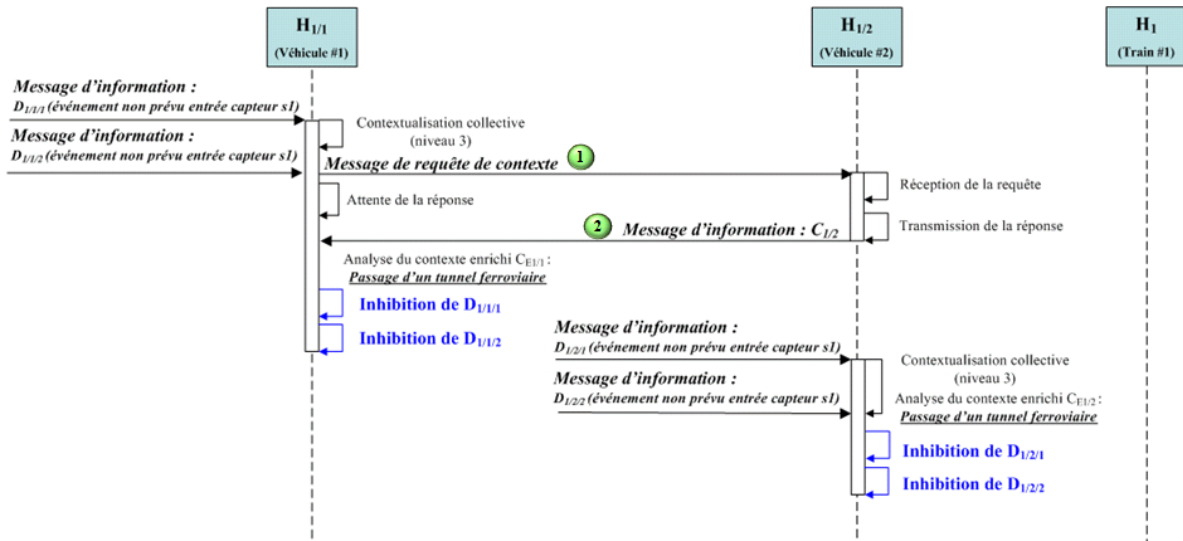 H1/1
(Véhicule #1)
H1/2
(Véhicule #2)
H1
(Train #1)
Message d'information :
D1/1/1 (événement non prévu entrée capteur s1)
Message d'information :
D1/1/2 (événement non prévu entrée capteur s1)
Contextualisation collective
(niveau 3)
Message de requête de contexte
1
Réception de la requête
Attente de la réponse
2
Message d'information : C1/2
Transmission de la réponse
Analyse du contexte enrichi CE1/1 :
Passage d'un tunnel ferroviaire
Inhibition de D1/1/1
Inhibition de D1/1/2
Message d'information :
D1/2/1 (événement non prévu entrée capteur s1)
Message d'information :
D1/2/2 (événement non prévu entrée capteur s1)
Contextualisation collective
(niveau 3)
Analyse du contexte enrichi CE1/2 :
Passage d'un tunnel ferroviaire
Inhibition de D1/2/1
Inhibition de D1/2/2